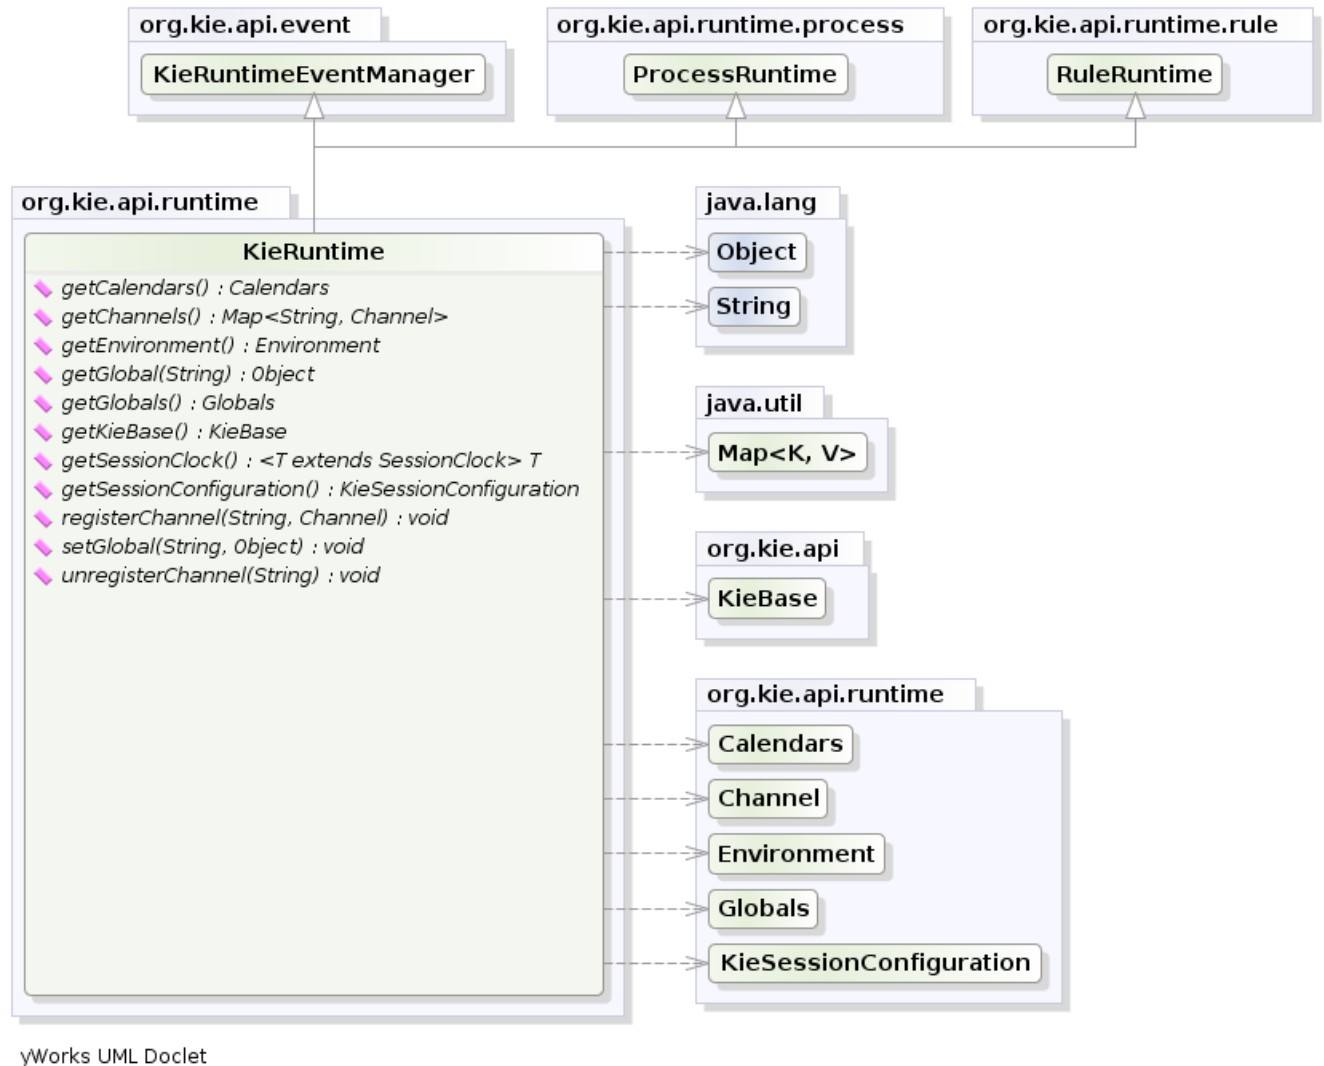 org.kie.api.event
KieRuntimeEventManager
org.kie.api.runtime.process
ProcessRuntime
org.kie.api.runtime.rule
RuleRuntime
org.kie.api.runtime
KieRuntime
getCalendars() : Calendars
getChannels() : Map<String, Channel>
getEnvironment() : Environment
getGlobal(String) : Object
getGlobals() : Globals
getKieBase() : KieBase
getSessionClock() : <T extends SessionClock> T
getSessionConfiguration() : KieSessionConfiguration
registerChannel(String, Channel) : void
setGlobal(String, Object) : void
unregisterChannel(String) : void
java.lang
Object
String
java.util
Map<K, V>
org.kie.api
KieBase
org.kie.api.runtime
Calendars
Channel
Environment
Globals
KieSessionConfiguration
yWorks UML Doclet